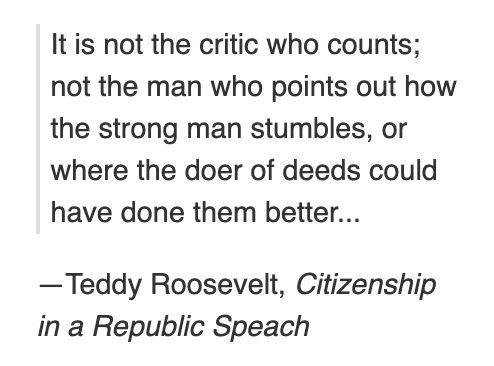 It is not the critic who counts;
not the man who points out how
the strong man stumbles, or
where the doer of deeds could
have done them better...
—Teddy Roosevelt, Citizenship
in a Republic Speach